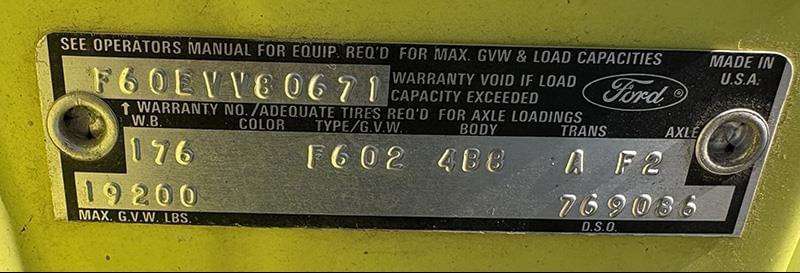 SEE OPERATORS MANUAL FOR EQUIP. REQ'D FOR MAX. GVW & LOAD CAPACITIES
MADE IN U.S.A.
F60EVV80671
WARRANTY VOID IF LOAD CAPACITY EXCEEDED
Ford ®
↑ WARRANTY NO./ADEQUATE TIRES REQ'D FOR AXLE LOADINGS
W.B. COLOR TYPE/G.V.W. BODY TRANS AXLE
176 F602 4B8 A F2
19200 769086
MAX. G.V.W. LBS. D.S.O.